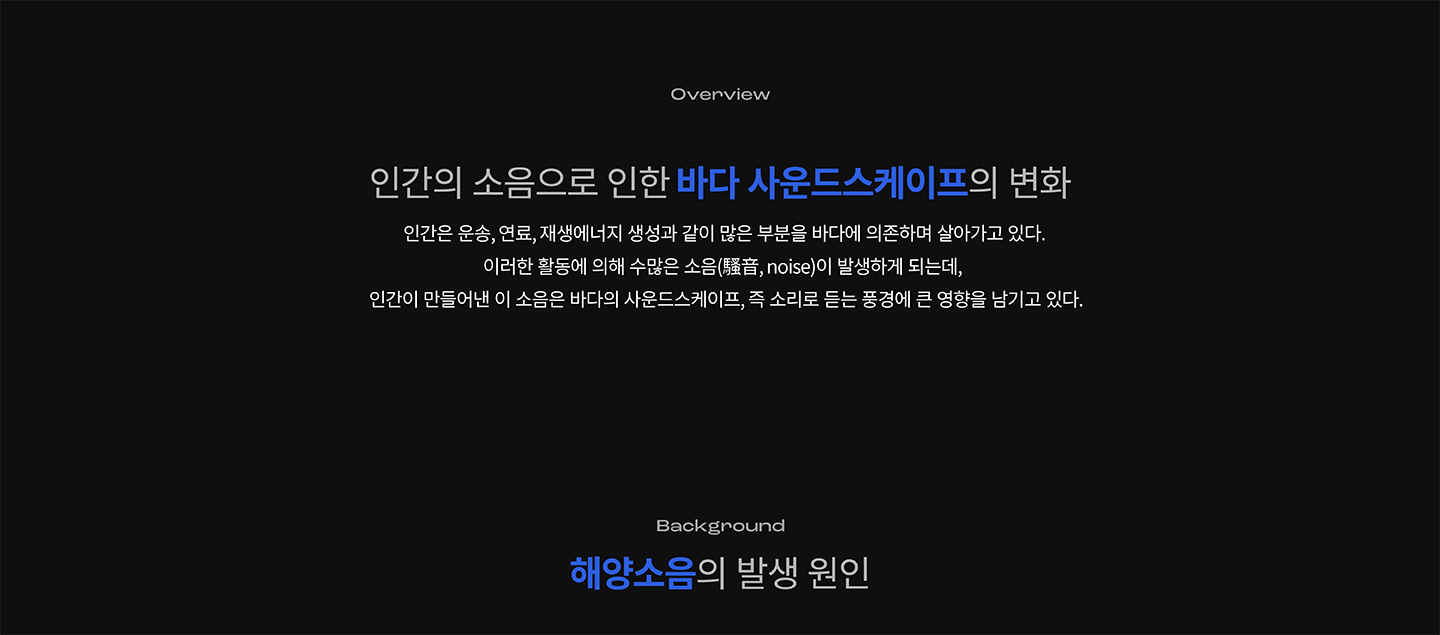 Overview
인간의 소음으로 인한 바다 사운드스케이프의 변화
인간은 운송, 연료, 재생에너지 생성과 같이 많은 부분을 바다에 의존하며 살아가고 있다.
이러한 활동에 의해 수많은 소음(騷音, noise)이 발생하게 되는데,
인간이 만들어낸 이 소음은 바다의 사운드스케이프, 즉 소리로 듣는 풍경에 큰 영향을 남기고 있다.
Background
해양소음의 발생 원인